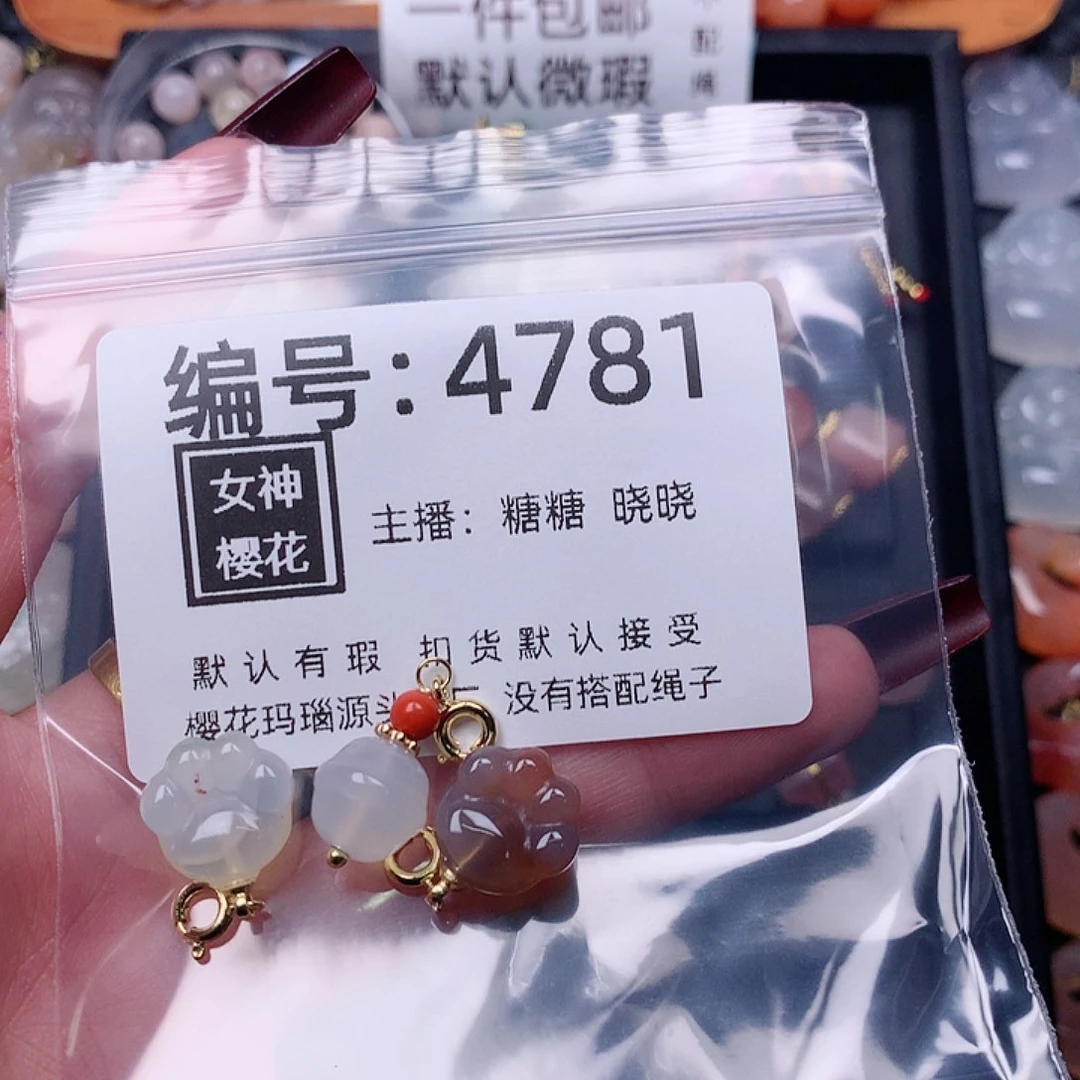 一件包邮
默认微瑕
配绳
编号:4781
女神
樱花
主播: 糖糖 晓晓
默认有瑕 扣货默认接受
樱花玛瑙源头 没有搭配绳子